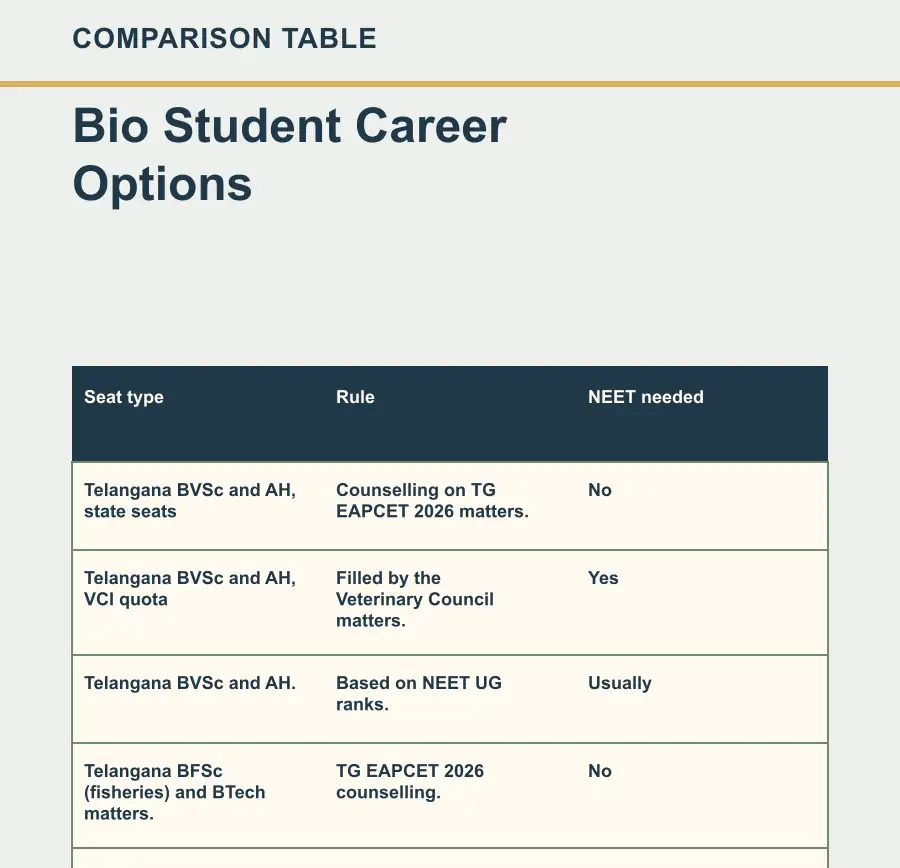 COMPARISON TABLE
Bio Student Career
Options
Seat type
Rule
NEET needed
Telangana BVSc and AH,
state seats
Counselling on TG
EAPCET 2026 matters.
No
Telangana BVSc and AH,
VCI quota
Filled by the
Veterinary Council
matters.
Yes
Telangana BVSc and AH.
Based on NEET UG
ranks.
Usually
Telangana BFSc
(fisheries) and BTech
matters.
TG EAPCET 2026
counselling.
No